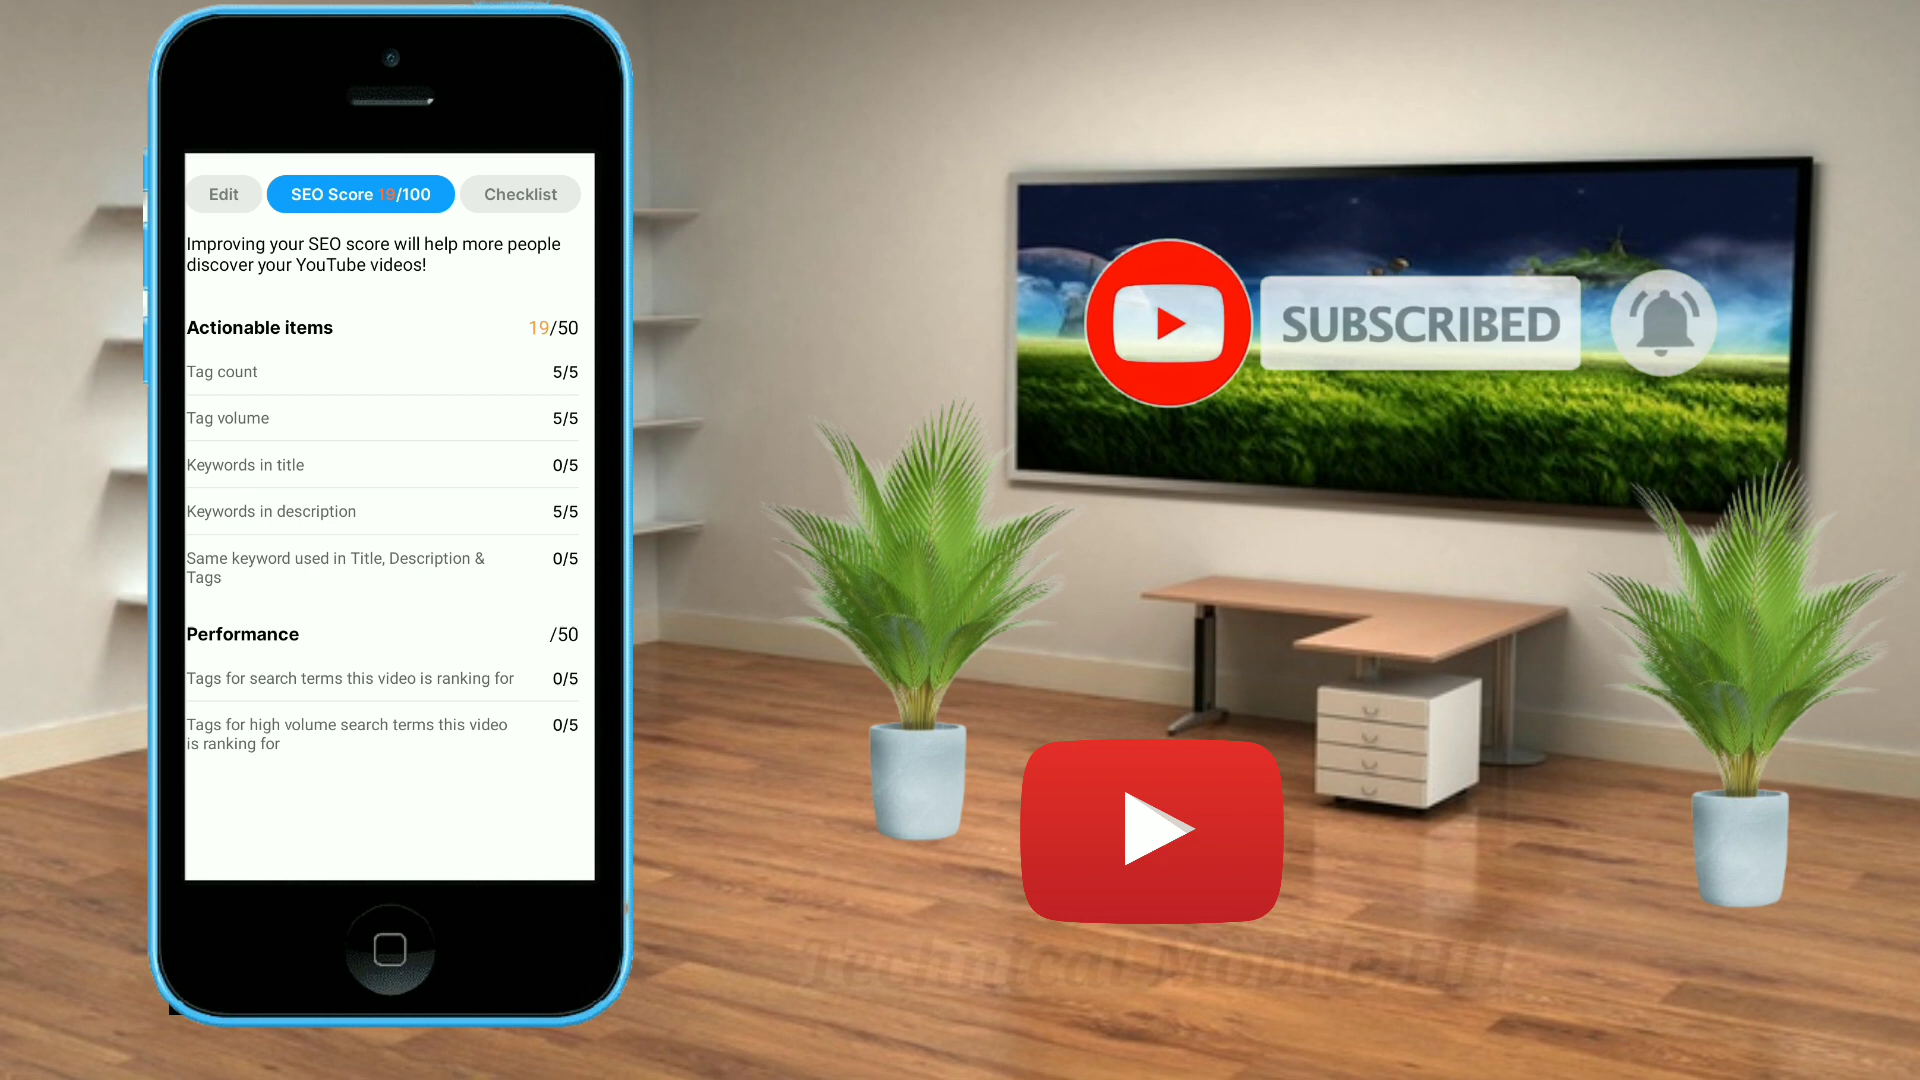 Edit
SEO Score 19/100
Checklist
Improving your SEO score will help more people
discover your YouTube videos!
Actionable items 19/50
Tag count 5/5
Tag volume 5/5
Keywords in title 0/5
Keywords in description 5/5
Same keyword used in Title, Description & 0/5
Tags
Performance /50
Tags for search terms this video is ranking for 0/5
Tags for high volume search terms this video 0/5
is ranking for
SUBSCRIBED
Technical Mobile